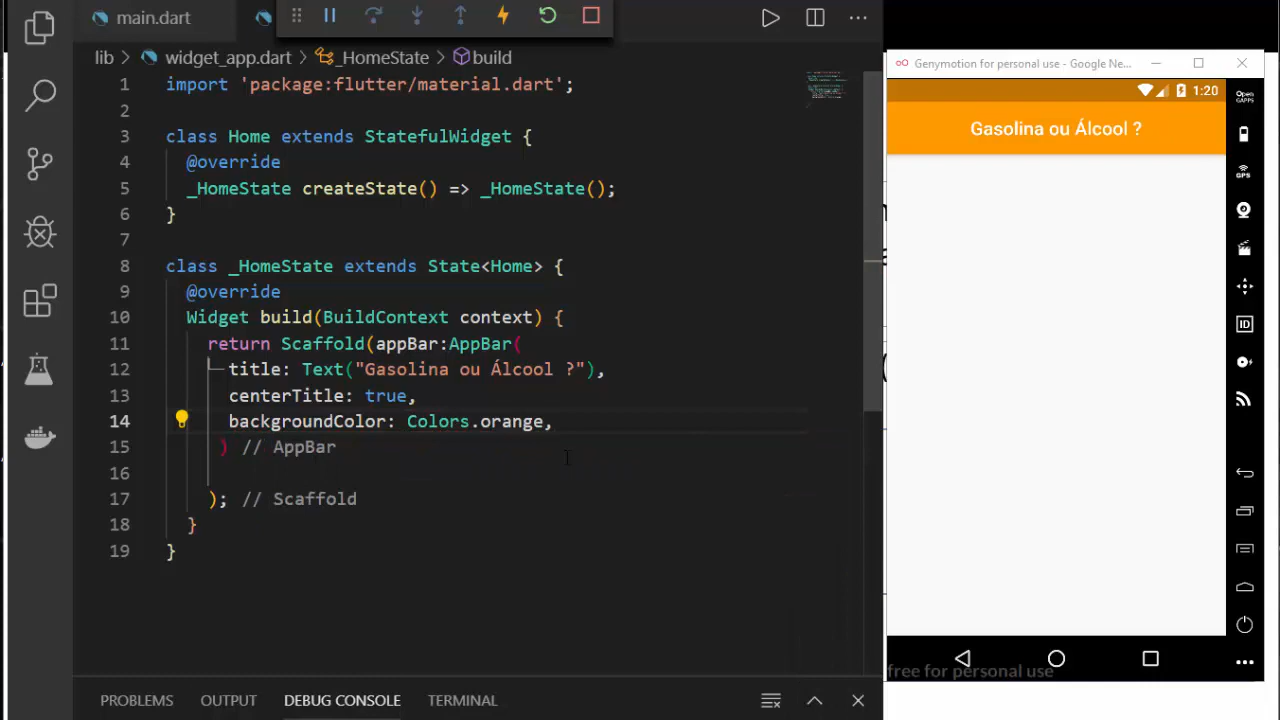 main.dart
lib > widget_app.dart > _HomeState > build
1 import 'package:flutter/material.dart';
2
3 class Home extends StatefulWidget {
4 @override
5 _HomeState createState() => _HomeState();
6 }
7
8 class _HomeState extends State<Home> {
9 @override
10 Widget build(BuildContext context) {
11 return Scaffold(appBar:AppBar(
12 title: Text("Gasolina ou Álcool ?"),
13 centerTitle: true,
14 backgroundColor: Colors.orange,
15 ) // AppBar
16
17 ); // Scaffold
18 }
19 }
PROBLEMS OUTPUT DEBUG CONSOLE TERMINAL
Genymotion for personal use - Google Ne...
1:20
Gasolina ou Álcool ?
free for personal use
Open
GAPPS
GPS
ID